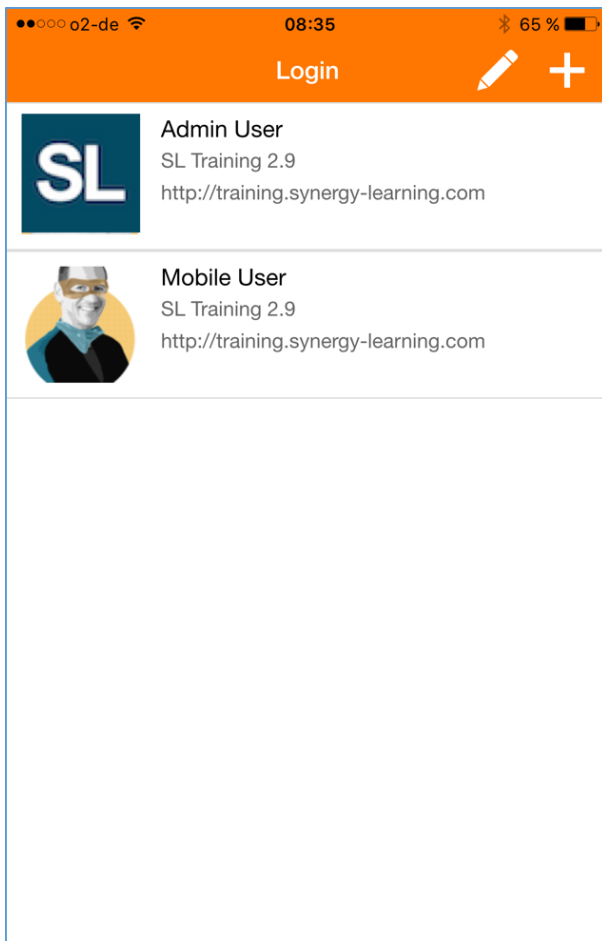 o2-de 08:35 65 %
Login
SL
Admin User
SL Training 2.9
http://training.synergy-learning.com
Mobile User
SL Training 2.9
http://training.synergy-learning.com